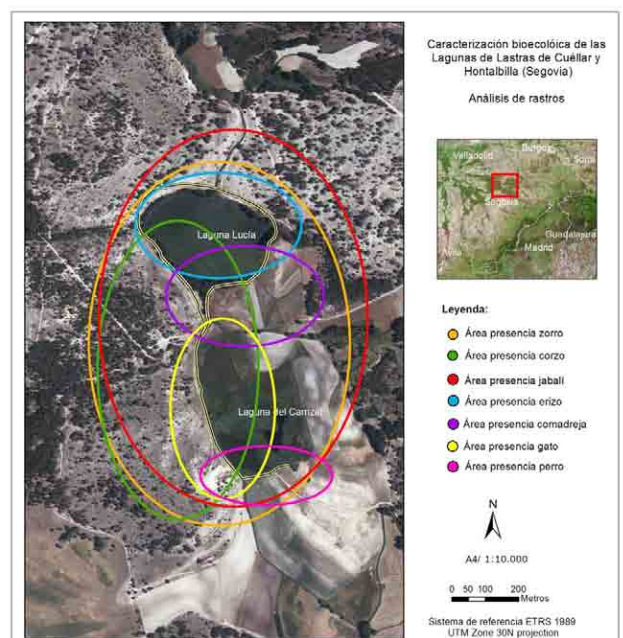 Caracterización bioecolóica de las
Lagunas de Lastras de Cuéllar y
Hontalbilla (Segovia)
Análisis de rastros
Laguna Lucía
Laguna del Carrizal
Valladolid
Burgos
Soria
Segovia
Guadalajara
Madrid
Ávila
Leyenda:
Área presencia zorro
Área presencia corzo
Área presencia jabalí
Área presencia erizo
Área presencia comadreja
Área presencia gato
Área presencia perro
N
A4/ 1:10.000
0 50 100 200
Metros
Sistema de referencia ETRS 1989
UTM Zone 30N projection